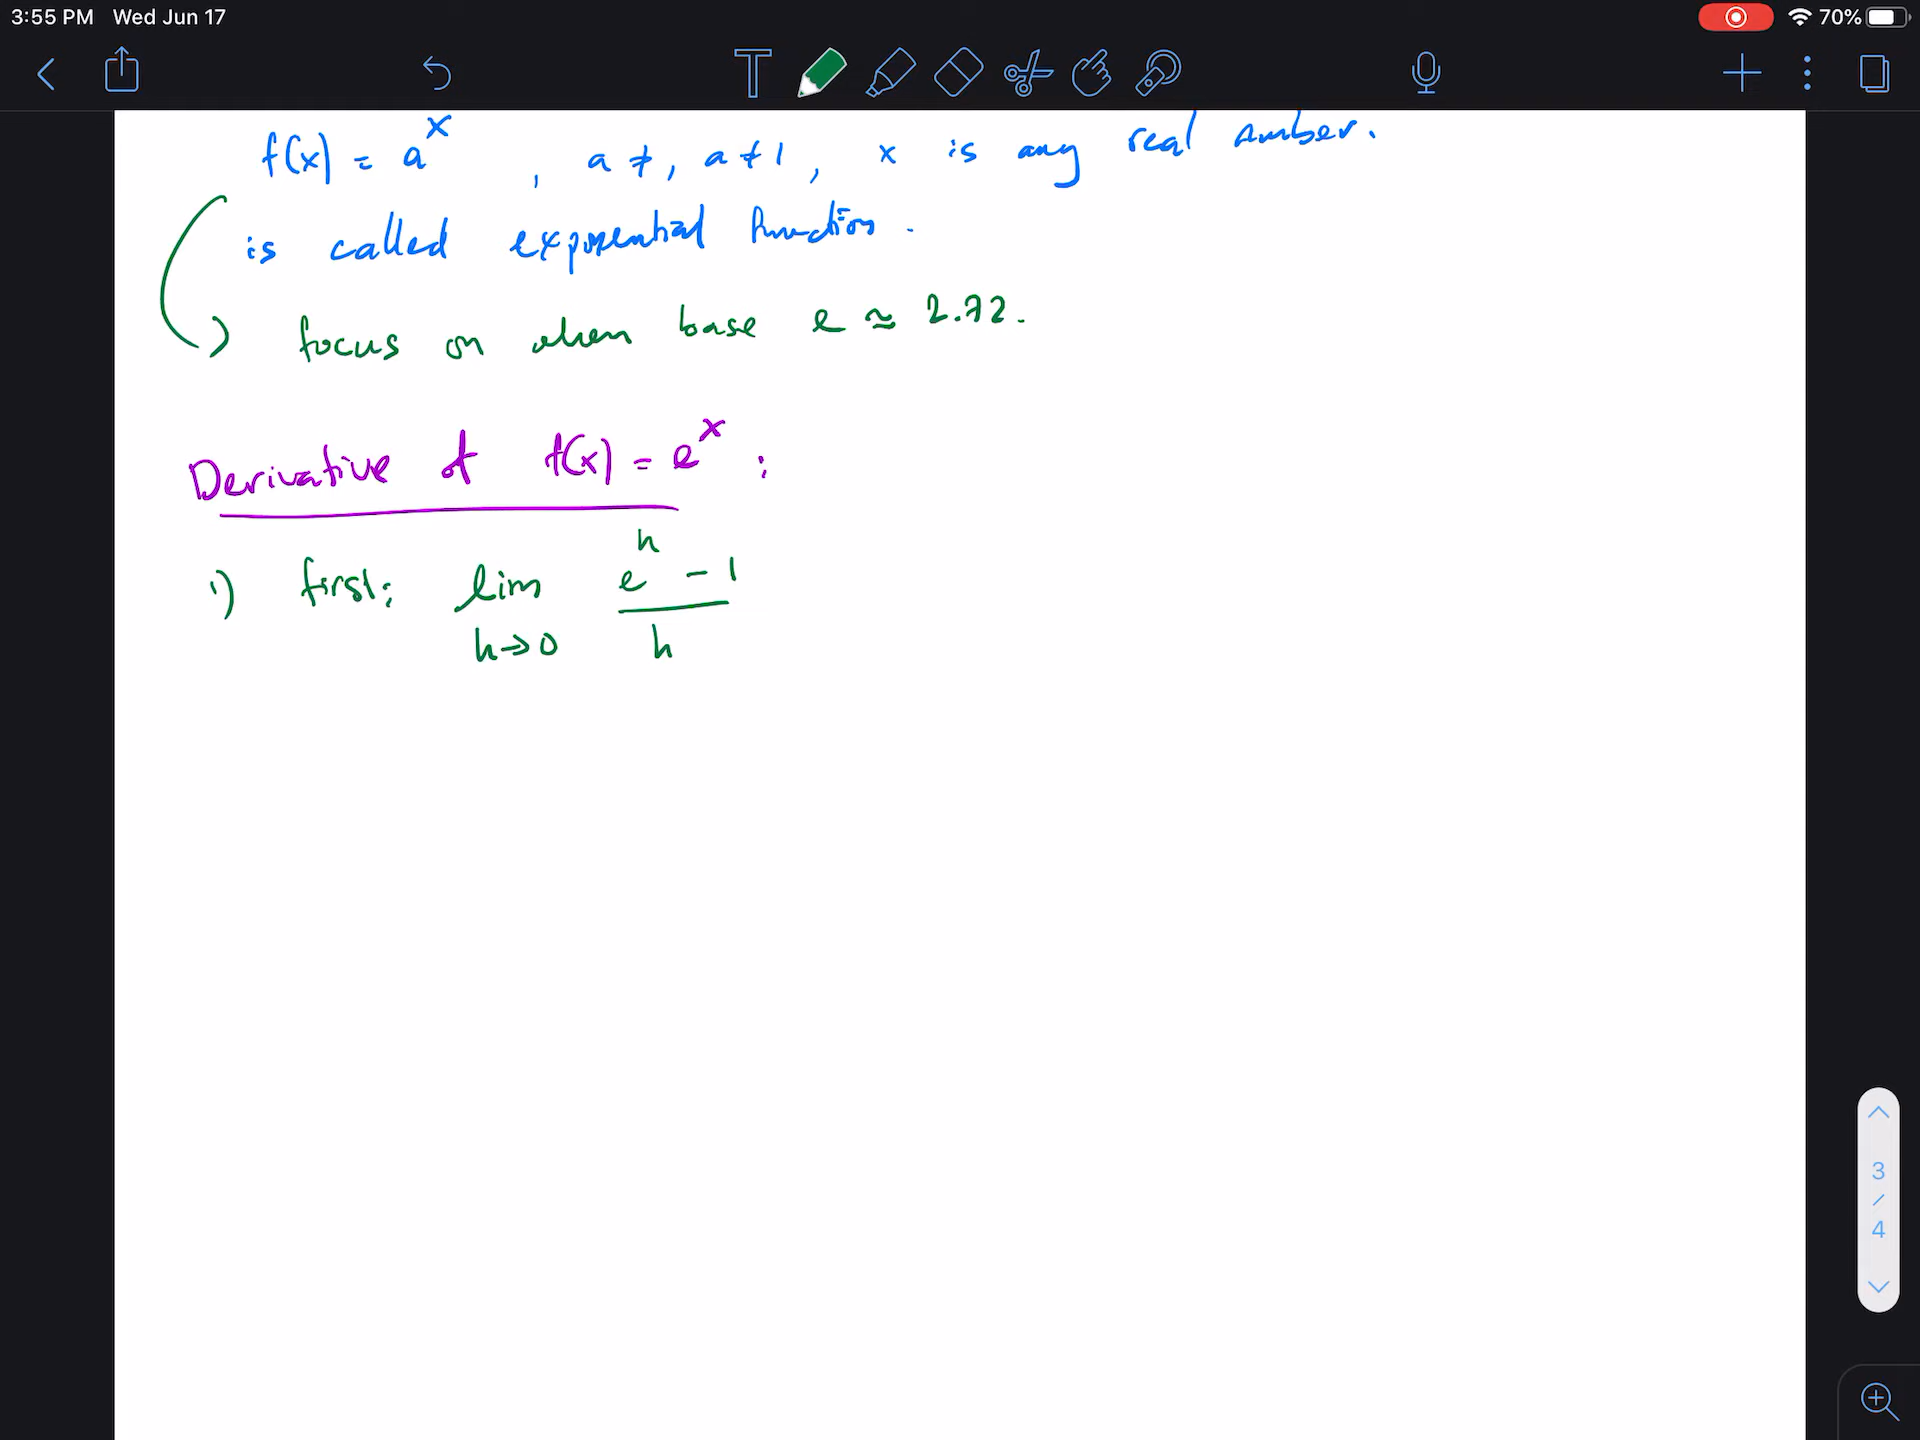 3:55 PM Wed Jun 17 70%
T
f(x) = a^x , a ≠, a ≠ 1, x is any real number.
is called exponential function.
focus on when base e ≈ 2.72.
Derivative of f(x) = e^x :
1) first: lim e^h - 1
h→0 h
3
/
4